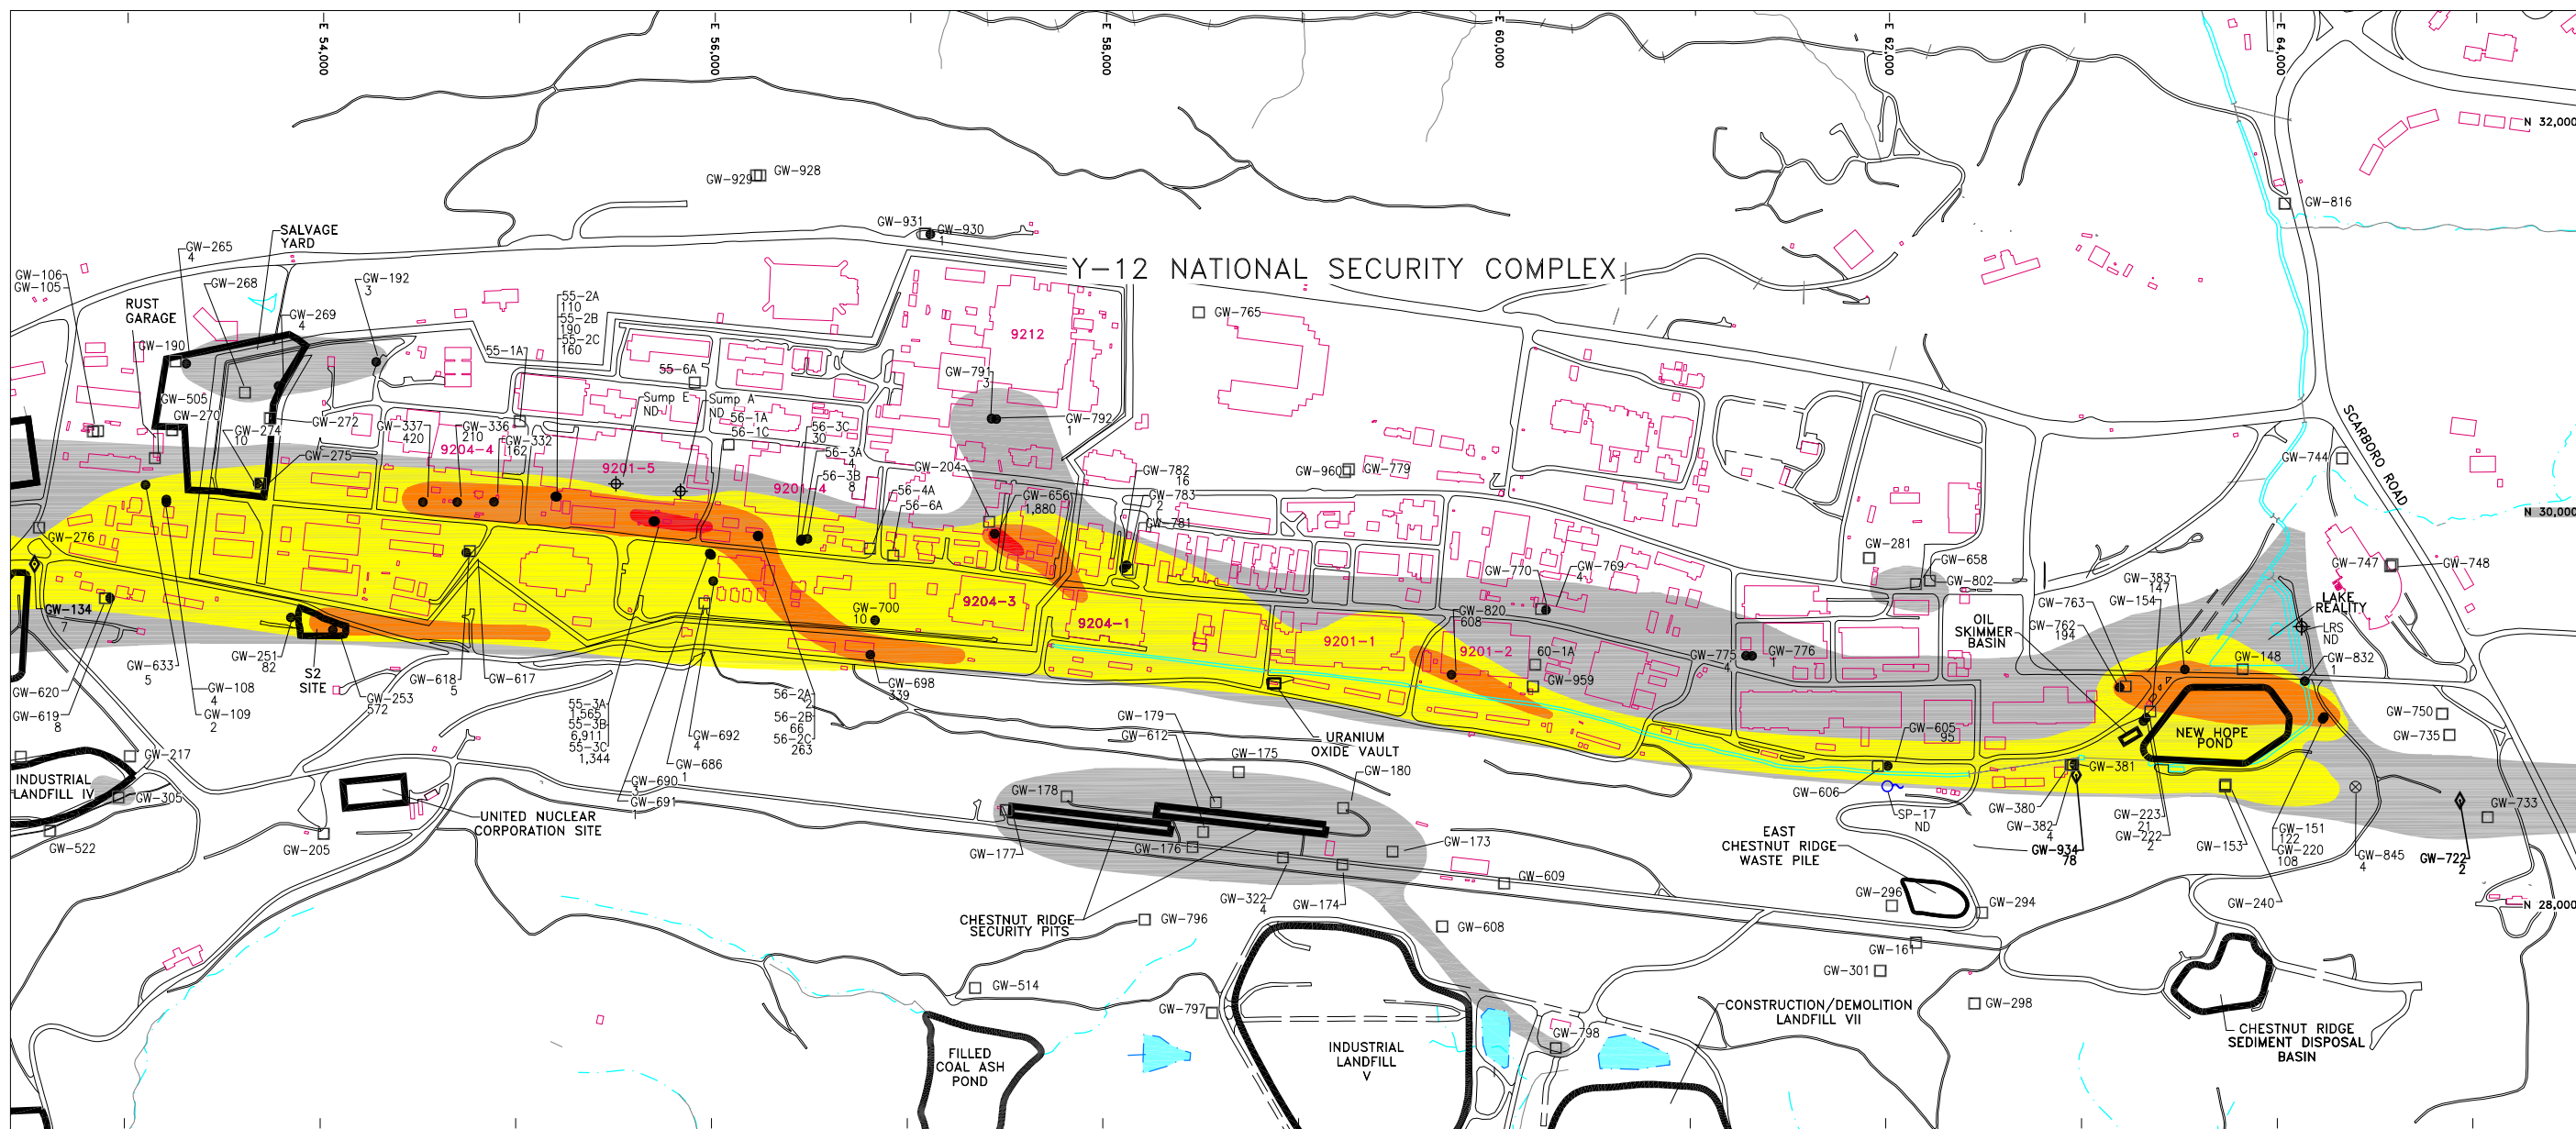 E 54,000
E 56,000
E 58,000
E 60,000
E 62,000
E 64,000
N 32,000
N 30,000
N 28,000
Y-12 NATIONAL SECURITY COMPLEX
SCARBORO ROAD
GW-929
GW-928
GW-931
GW-930
1
GW-816
SALVAGE
YARD
GW-265
4
GW-106
GW-105
GW-268
GW-192
3
RUST
GARAGE
GW-269
4
GW-190
55-2A
110
55-2B
190
55-2C
160
55-1A
55-6A
9212
GW-765
GW-791
3
GW-792
1
GW-505
GW-270
GW-272
GW-274
10
GW-275
GW-337
420
GW-336
210
GW-332
162
9204-4
9201-5
9201-4
Sump E
ND
Sump A
ND
56-1A
56-1C
56-3C
30
56-3A
4
56-3B
8
GW-204
56-4A
56-6A
GW-656
1,880
GW-782
16
GW-783
2
GW-781
GW-960
GW-779
GW-744
GW-276
GW-281
GW-658
GW-802
GW-770
GW-769
4
GW-747
GW-748
GW-383
147
GW-154
GW-763
GW-762
194
LAKE
REALITY
LRS
ND
GW-134
7
9204-3
9204-1
9201-1
9201-2
GW-700
10
GW-820
608
OIL
SKIMMER
BASIN
GW-251
82
S2
SITE
GW-253
572
GW-633
5
GW-108
4
GW-109
2
GW-620
GW-619
8
GW-618
5
GW-617
GW-698
339
60-1A
GW-959
GW-775
4
GW-776
1
GW-148
GW-832
1
55-3A
1,565
55-3B
6,911
55-3C
1,344
GW-692
4
GW-686
1
GW-690
3
GW-691
1
56-2A
2
56-2B
66
56-2C
263
GW-179
GW-612
GW-175
URANIUM
OXIDE VAULT
GW-180
GW-605
95
GW-606
NEW HOPE
POND
GW-750
GW-735
GW-217
INDUSTRIAL
LANDFILL IV
GW-305
GW-522
GW-205
UNITED NUCLEAR
CORPORATION SITE
GW-178
GW-177
GW-176
GW-173
GW-322
4
GW-174
GW-609
GW-608
GW-796
CHESTNUT RIDGE
SECURITY PITS
SP-17
ND
EAST
CHESTNUT RIDGE
WASTE PILE
GW-381
GW-380
GW-382
4
GW-934
78
GW-223
21
GW-222
2
GW-153
GW-151
122
GW-220
108
GW-845
4
GW-733
GW-722
2
GW-240
GW-296
GW-294
GW-161
GW-301
GW-298
GW-514
GW-797
GW-798
FILLED
COAL ASH
POND
INDUSTRIAL
LANDFILL
V
CONSTRUCTION/DEMOLITION
LANDFILL VII
CHESTNUT RIDGE
SEDIMENT DISPOSAL
BASIN